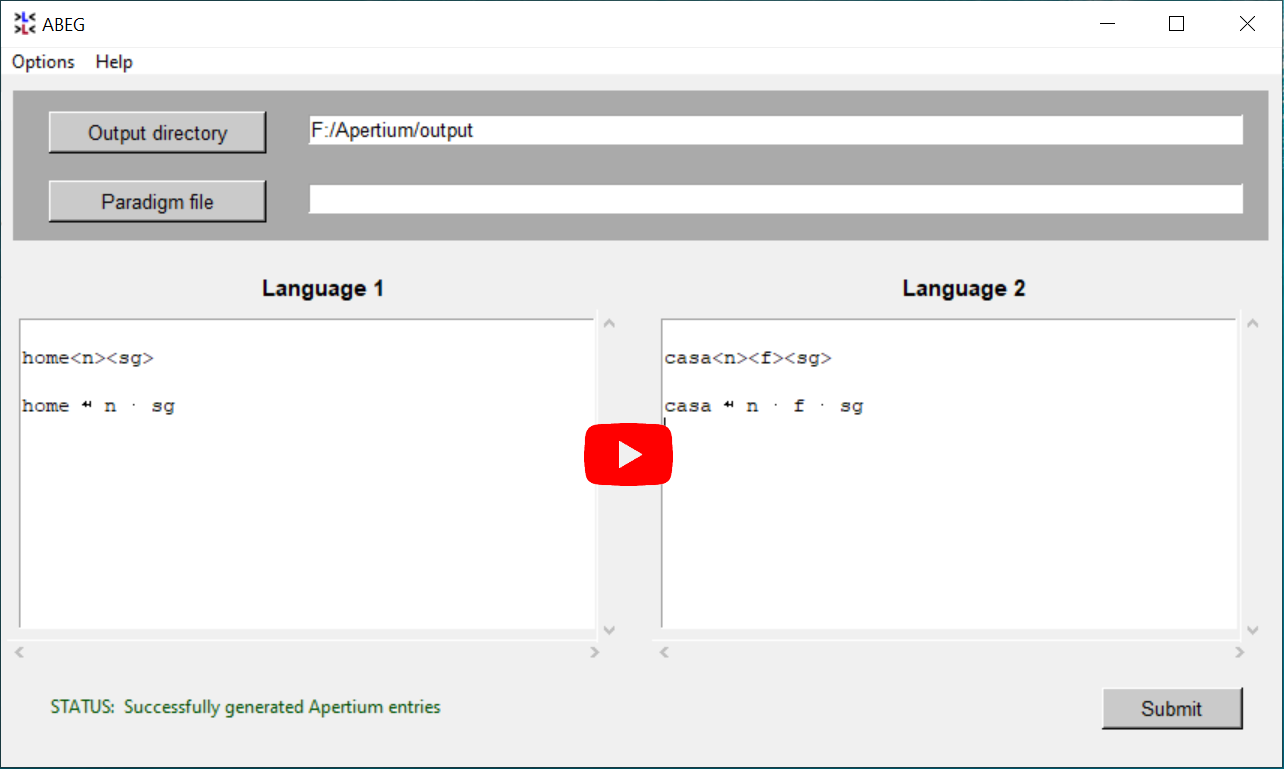 ABEG
Options Help
Output directory F:/Apertium/output
Paradigm file
Language 1
home<n><sg>
home ↵ n · sg
Language 2
casa<n><f><sg>
casa ↵ n · f · sg
STATUS: Successfully generated Apertium entries
Submit